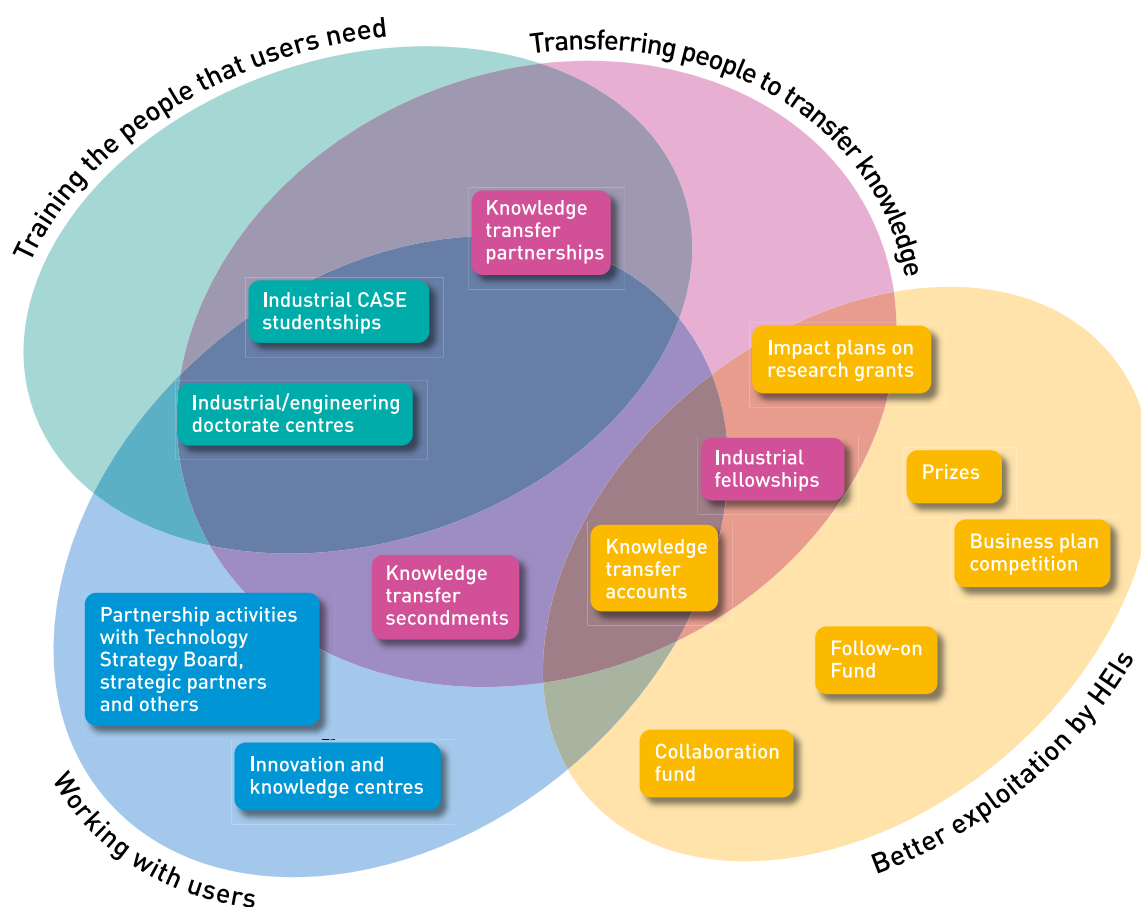 Training the people that users need
Transferring people to transfer knowledge
Knowledge
transfer
partnerships
Industrial CASE
studentships
Impact plans on
research grants
Industrial/engineering
doctorate centres
Industrial
fellowships
Prizes
Business plan
competition
Knowledge
transfer
accounts
Knowledge
transfer
secondments
Partnership activities
with Technology
Strategy Board,
strategic partners
and others
Follow-on
Fund
Collaboration
fund
Innovation and
knowledge centres
Working with users
Better exploitation by HEIs